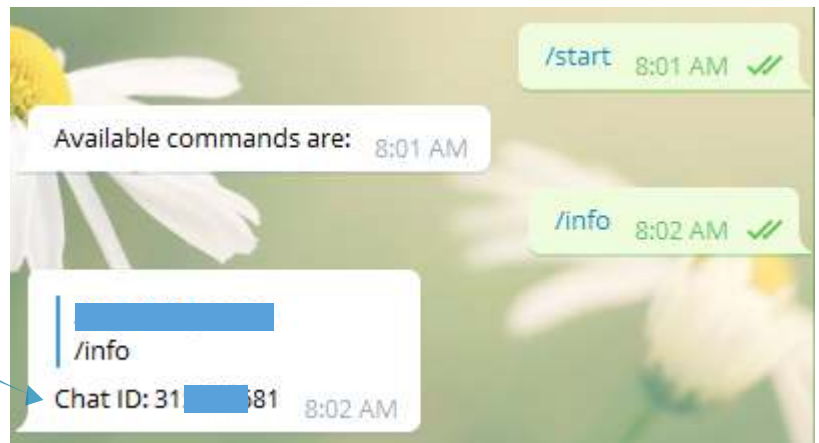 /start 8:01 AM
Available commands are: 8:01 AM
/info 8:02 AM
/info
Chat ID: 31 681 8:02 AM